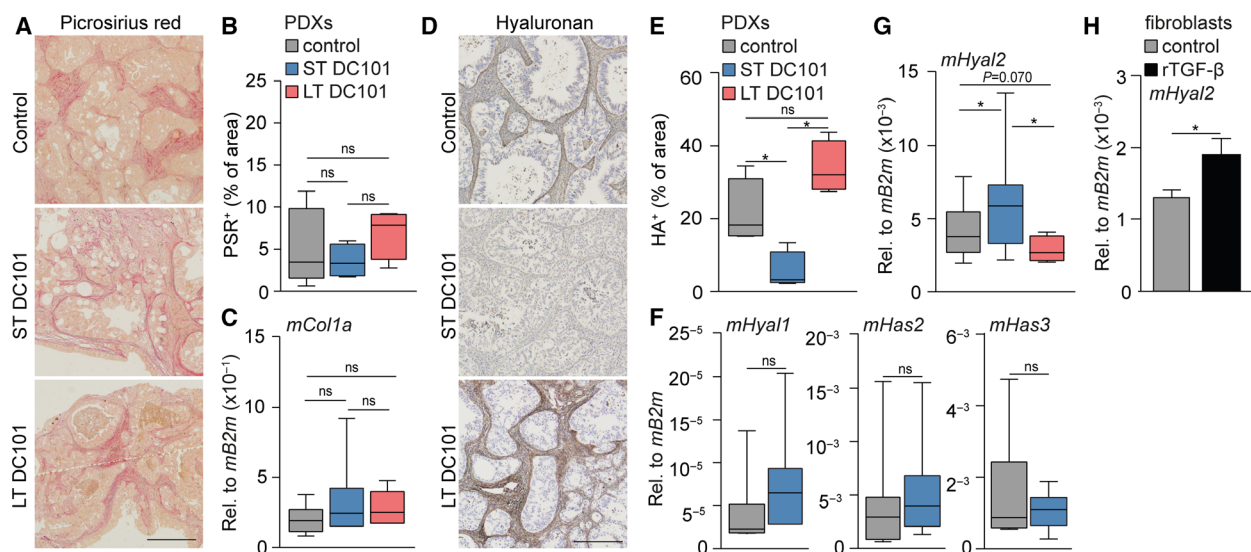 A Picrosirius red
Control
ST DC101
LT DC101
B PDXs
control
ST DC101
LT DC101
PSR⁺ (% of area)
25
20
15
10
5
0
ns
ns
ns
C mCol1a
Rel. to mB2m (x10⁻¹)
15
10
5
0
ns
ns
ns
D Hyaluronan
Control
ST DC101
LT DC101
E PDXs
control
ST DC101
LT DC101
HA⁺ (% of area)
60
40
20
0
ns
*
*
G mHyal2
Rel. to mB2m (x10⁻³)
15
10
5
0
P=0.070
*
*
H fibroblasts
control
rTGF-β
mHyal2
Rel. to mB2m (x10⁻³)
3
2
1
0
*
F mHyal1
Rel. to mB2m
25⁻⁵
20⁻⁵
15⁻⁵
10⁻⁵
5⁻⁵
0
ns
mHas2
20⁻³
15⁻³
10⁻³
5⁻³
0
ns
mHas3
6⁻³
4⁻³
2⁻³
0
ns